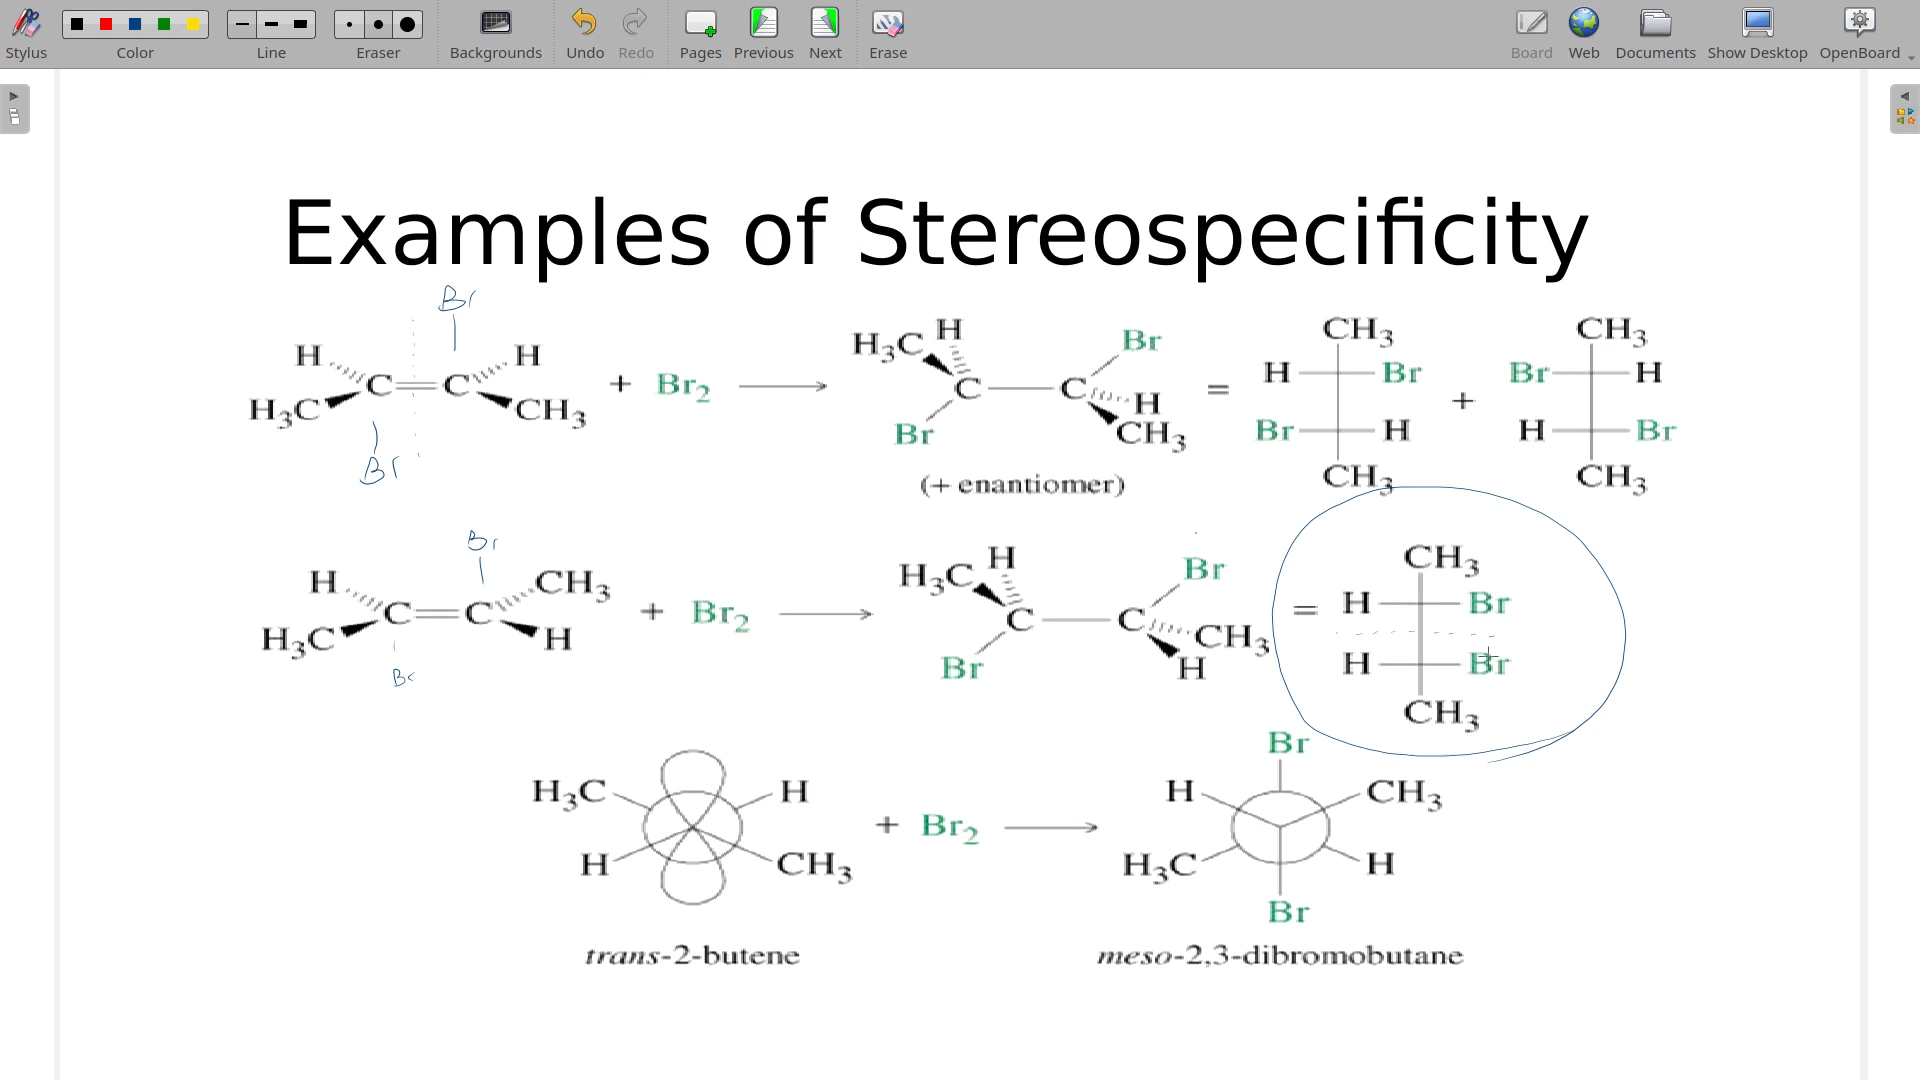 Stylus Color Line Eraser Backgrounds Undo Redo Pages Previous Next Erase Board Web Documents Show Desktop OpenBoard
Examples of Stereospecificity
Br
H H
C C
H₃C CH₃
Br
+ Br₂
H₃C H Br
C C H
Br CH₃
(+ enantiomer)
=
CH₃
H Br
Br H
CH₃
+
CH₃
Br H
H Br
CH₃
Br
H CH₃
C C
H₃C H
Br
+ Br₂
H₃C H Br
C C CH₃
Br H
=
CH₃
H Br
H Br
CH₃
H₃C H
H CH₃
+ Br₂
Br
H CH₃
H₃C H
Br
trans-2-butene meso-2,3-dibromobutane